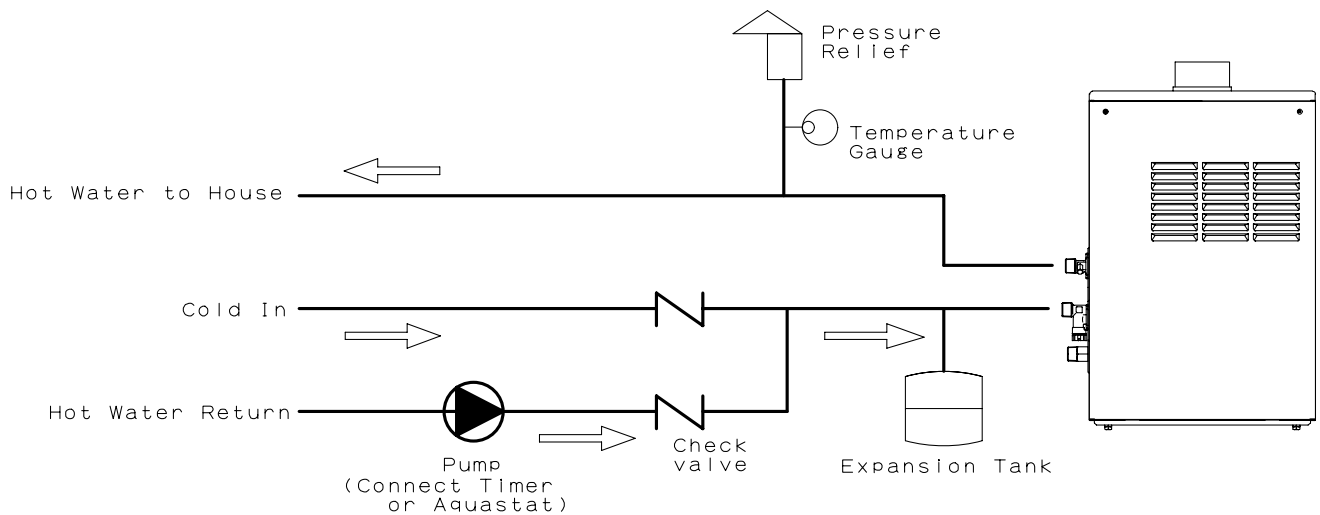 Pressure
Relief
Temperature
Gauge
Hot Water to House
Cold In
Hot Water Return
Check
valve
Pump
(Connect Timer
or Aquastat)
Expansion Tank